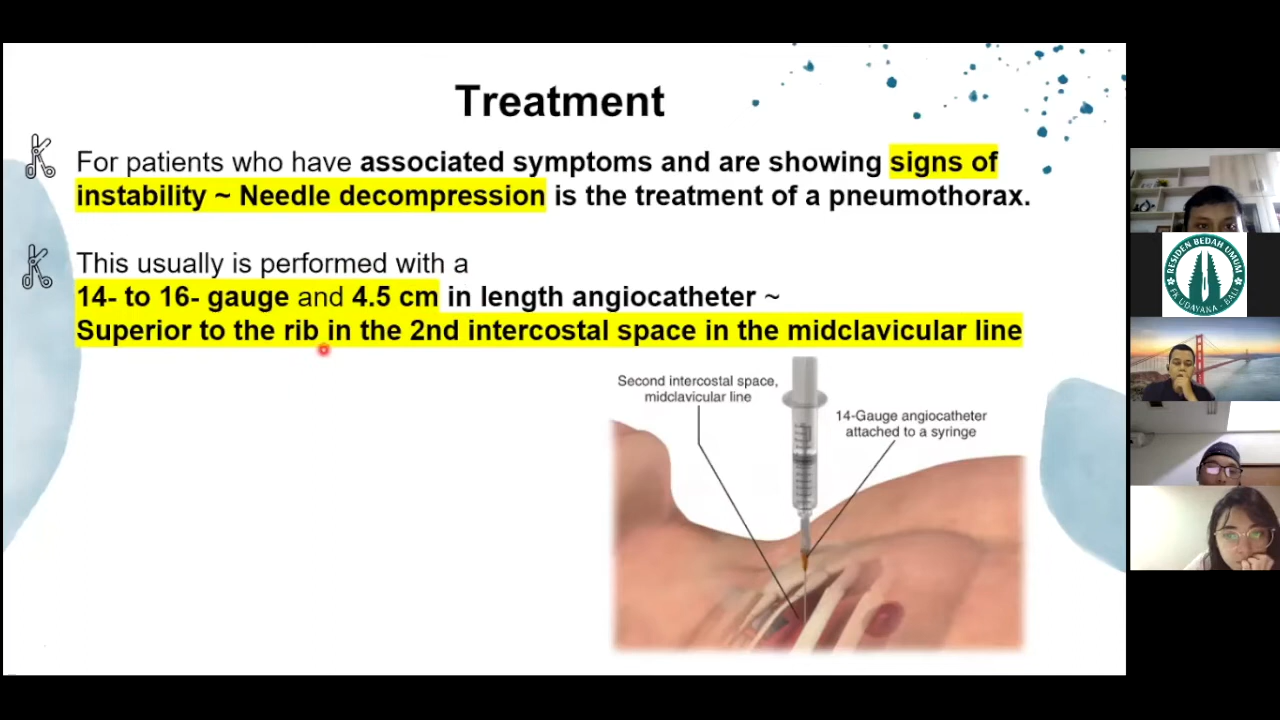 Treatment
For patients who have associated symptoms and are showing signs of
instability ~ Needle decompression is the treatment of a pneumothorax.
This usually is performed with a
14- to 16- gauge and 4.5 cm in length angiocatheter ~
Superior to the rib in the 2nd intercostal space in the midclavicular line
Second intercostal space,
midclavicular line
14-Gauge angiocatheter
attached to a syringe
RESIDEN BEDAH UMUM
FK UDAYANA - BALI